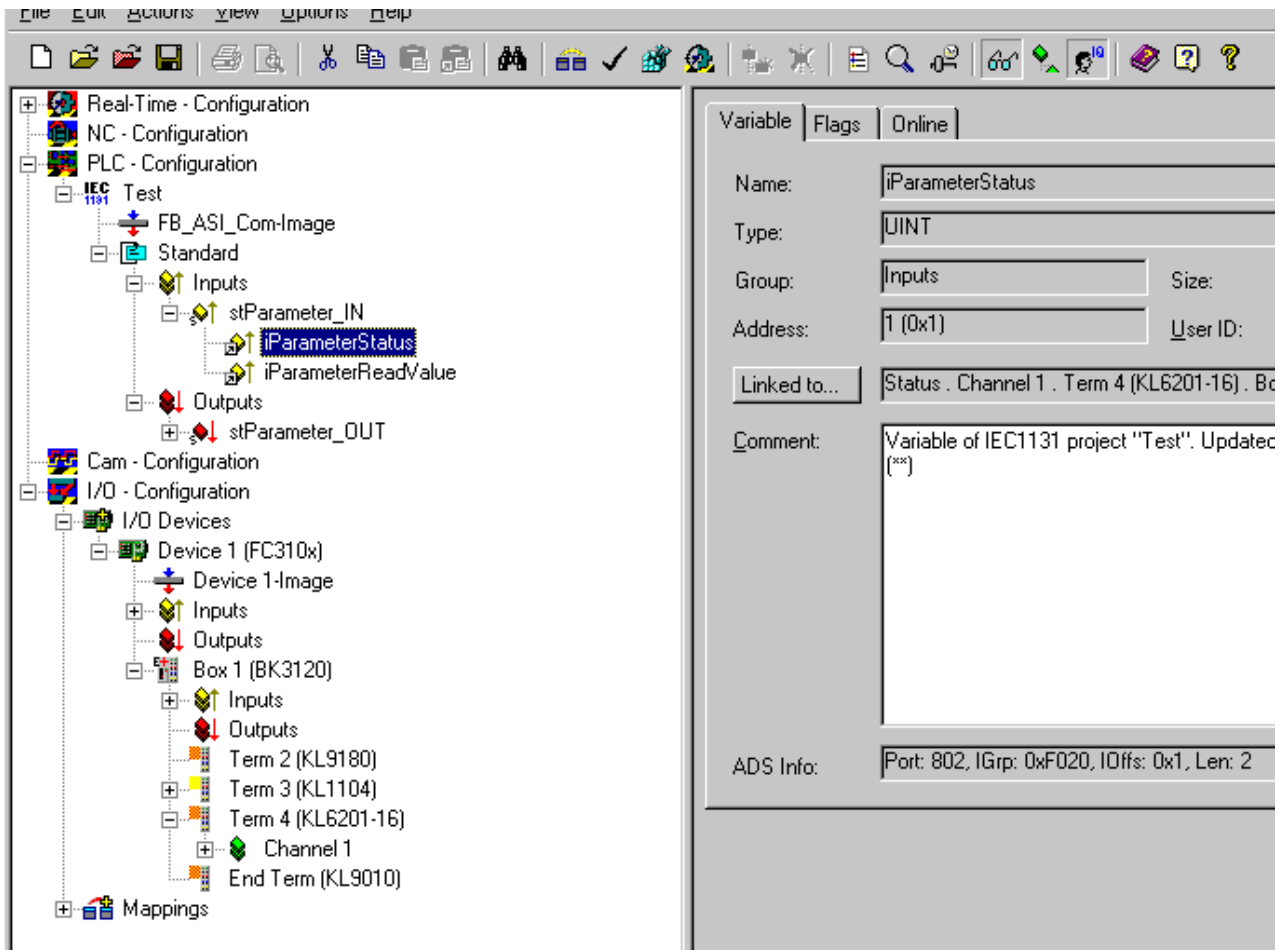 File Edit Actions View Options Help
Real-Time - Configuration
NC - Configuration
PLC - Configuration
IEC 1131 Test
FB_ASI_Com-Image
Standard
Inputs
stParameter_IN
iParameterStatus
iParameterReadValue
Outputs
stParameter_OUT
Cam - Configuration
I/O - Configuration
I/O Devices
Device 1 (FC310x)
Device 1-Image
Inputs
Outputs
Box 1 (BK3120)
Inputs
Outputs
Term 2 (KL9180)
Term 3 (KL1104)
Term 4 (KL6201-16)
Channel 1
End Term (KL9010)
Mappings
Variable Flags Online
Name: iParameterStatus
Type: UINT
Group: Inputs Size:
Address: 1 (0x1) User ID:
Linked to... Status . Channel 1 . Term 4 (KL6201-16) . Bo
Comment: Variable of IEC1131 project "Test". Updated
(**)
ADS Info: Port: 802, IGrp: 0xF020, IOffs: 0x1, Len: 2